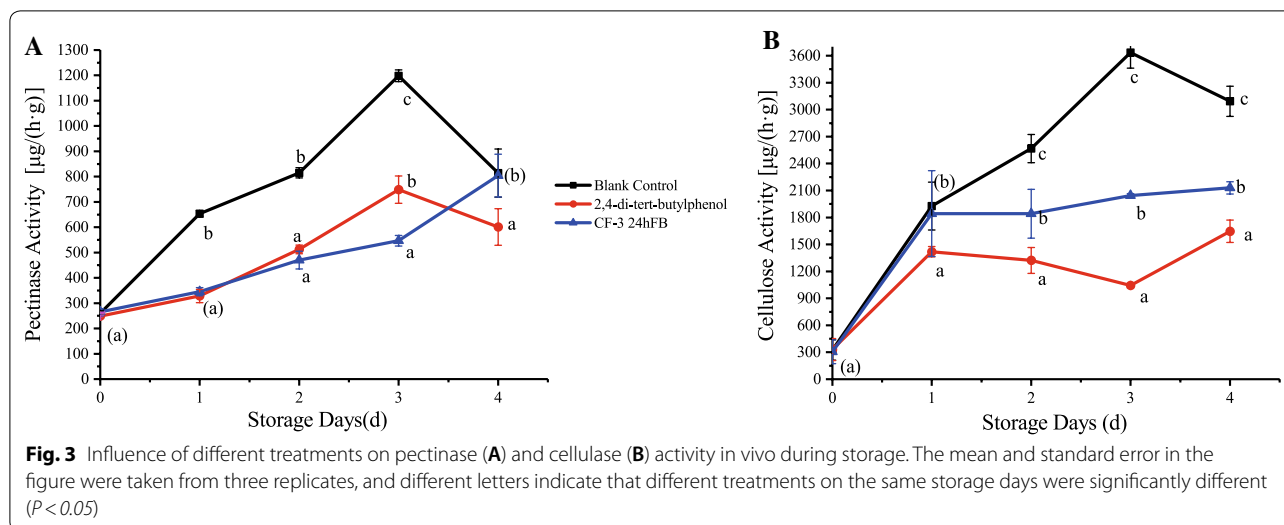 A
1300
1200
1100
1000
900
800
700
600
500
400
300
200
100
0
Pectinase Activity [µg/(h·g)]
(a)
b
(a)
b
a
a
c
b
a
(b)
a
0 1 2 3 4
Storage Days(d)
Blank Control
2,4-di-tert-butylphenol
CF-3 24hFB
B
3600
3300
3000
2700
2400
2100
1800
1500
1200
900
600
300
0
Cellulose Activity [µg/(h·g)]
(a)
(b)
a
c
b
a
c
b
a
c
b
a
0 1 2 3 4
Storage Days (d)
Fig. 3 Influence of different treatments on pectinase (A) and cellulase (B) activity in vivo during storage. The mean and standard error in the
figure were taken from three replicates, and different letters indicate that different treatments on the same storage days were significantly different
(P < 0.05)